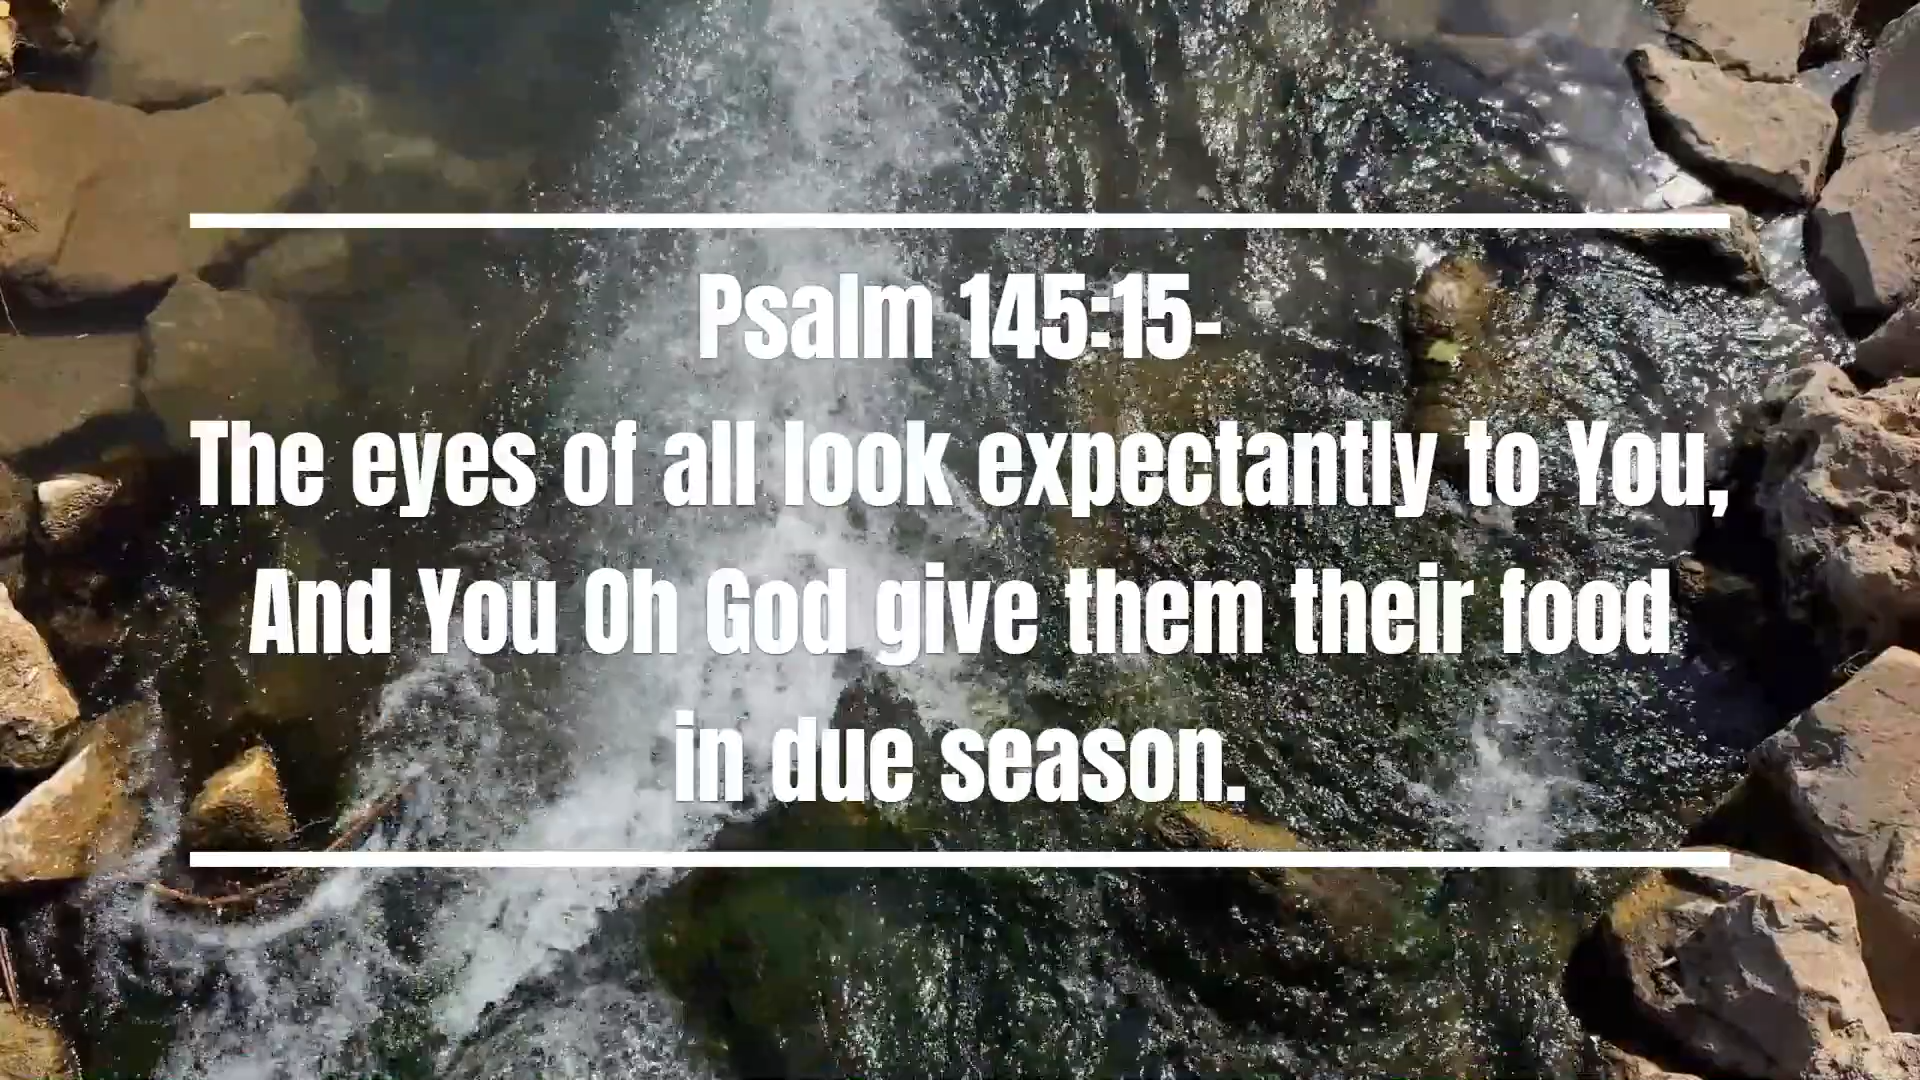 Psalm 145:15-
The eyes of all look expectantly to You,
And You Oh God give them their food
in due season.